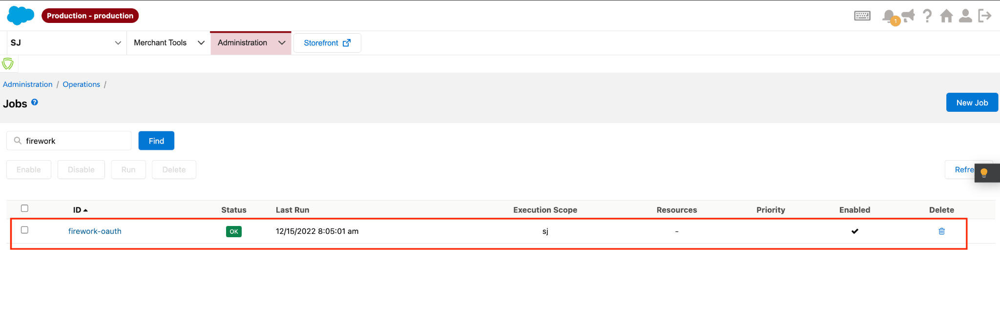 Production - production
1
SJ
Merchant Tools
Administration
Storefront
Administration / Operations /
Jobs ?
New Job
firework
Find
Enable Disable Run Delete
Refre
ID Status Last Run Execution Scope Resources Priority Enabled Delete
firework-oauth OK 12/15/2022 8:05:01 am sj -